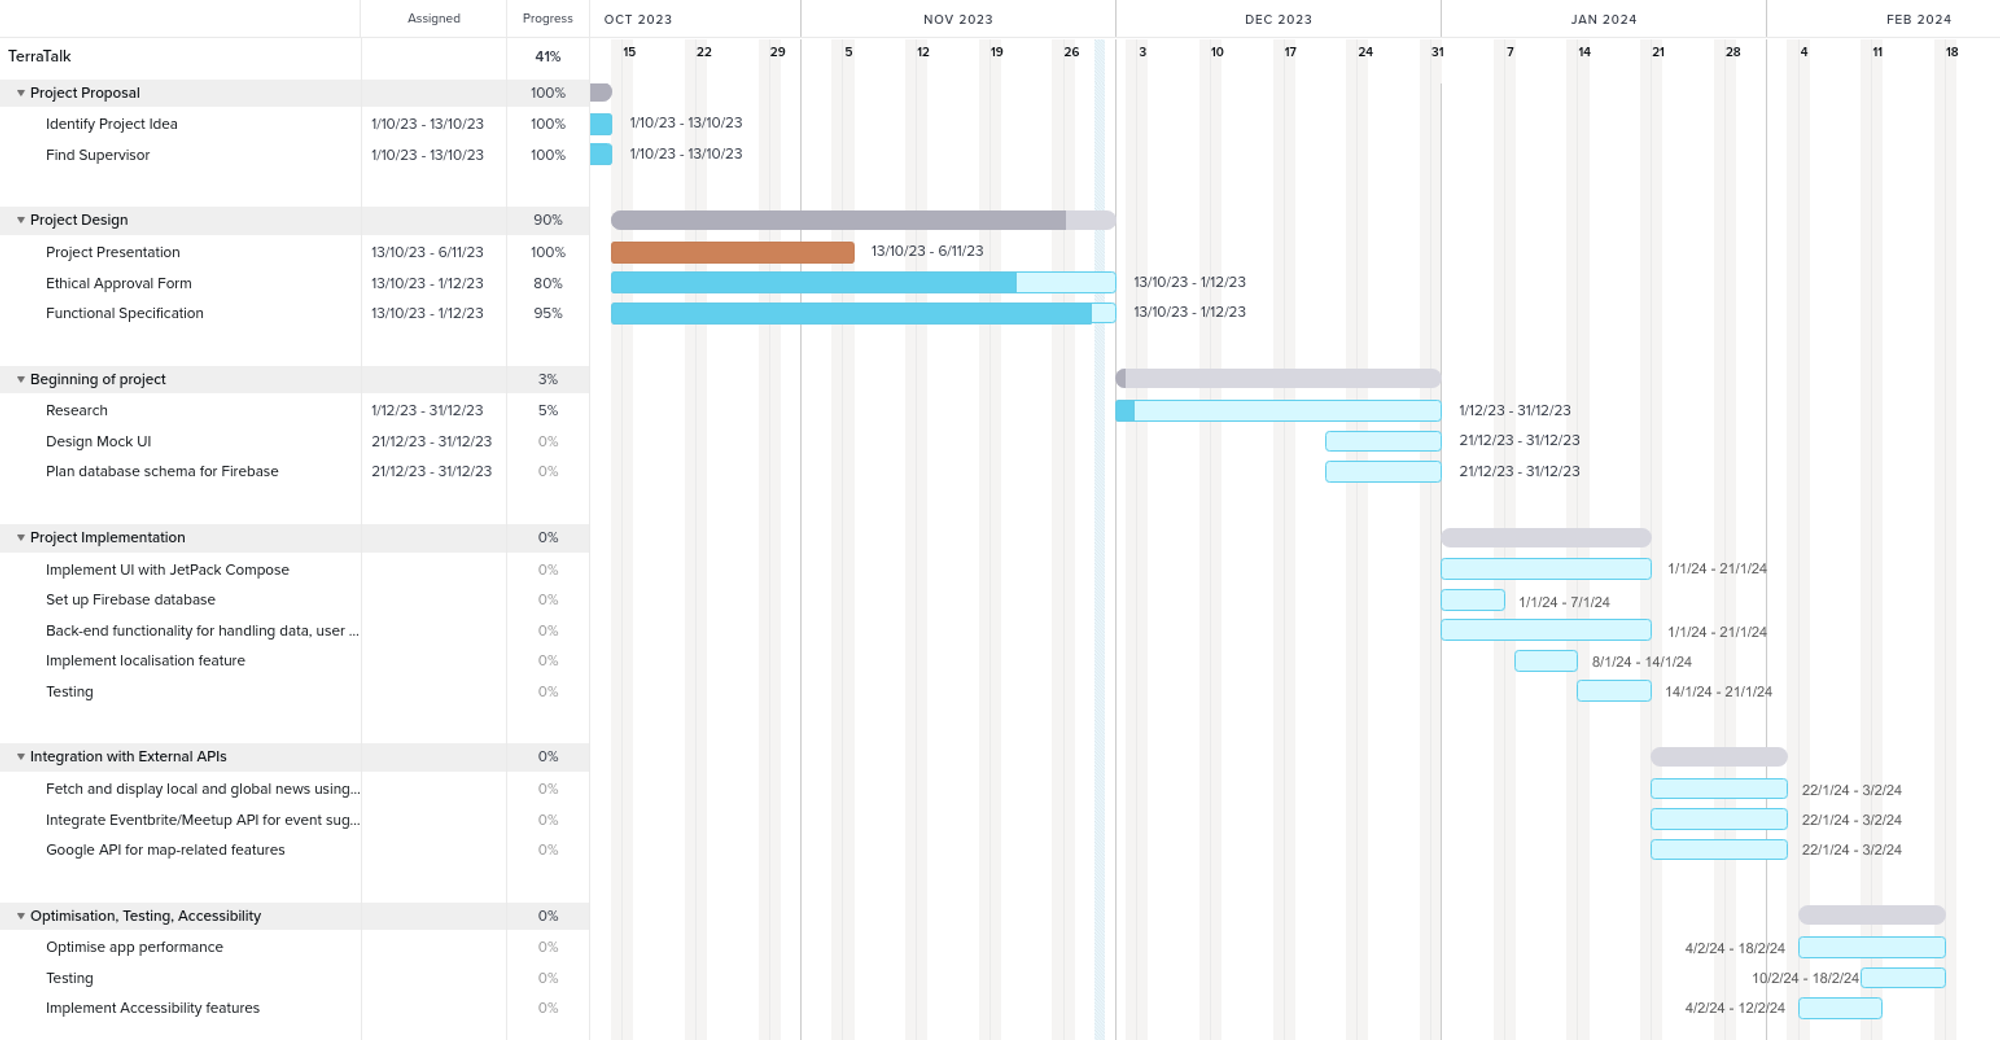 Assigned Progress OCT 2023 NOV 2023 DEC 2023 JAN 2024 FEB 2024
TerraTalk 41% 15 22 29 5 12 19 26 3 10 17 24 31 7 14 21 28 4 11 18
Project Proposal 100%
Identify Project Idea 1/10/23 - 13/10/23 100% 1/10/23 - 13/10/23
Find Supervisor 1/10/23 - 13/10/23 100% 1/10/23 - 13/10/23
Project Design 90%
Project Presentation 13/10/23 - 6/11/23 100% 13/10/23 - 6/11/23
Ethical Approval Form 13/10/23 - 1/12/23 80% 13/10/23 - 1/12/23
Functional Specification 13/10/23 - 1/12/23 95% 13/10/23 - 1/12/23
Beginning of project 3%
Research 1/12/23 - 31/12/23 5% 1/12/23 - 31/12/23
Design Mock UI 21/12/23 - 31/12/23 0% 21/12/23 - 31/12/23
Plan database schema for Firebase 21/12/23 - 31/12/23 0% 21/12/23 - 31/12/23
Project Implementation 0%
Implement UI with JetPack Compose 0% 1/1/24 - 21/1/24
Set up Firebase database 0% 1/1/24 - 7/1/24
Back-end functionality for handling data, user ... 0% 1/1/24 - 21/1/24
Implement localisation feature 0% 8/1/24 - 14/1/24
Testing 0% 14/1/24 - 21/1/24
Integration with External APIs 0%
Fetch and display local and global news using... 0% 22/1/24 - 3/2/24
Integrate Eventbrite/Meetup API for event sug... 0% 22/1/24 - 3/2/24
Google API for map-related features 0% 22/1/24 - 3/2/24
Optimisation, Testing, Accessibility 0%
Optimise app performance 0% 4/2/24 - 18/2/24
Testing 0% 10/2/24 - 18/2/24
Implement Accessibility features 0% 4/2/24 - 12/2/24